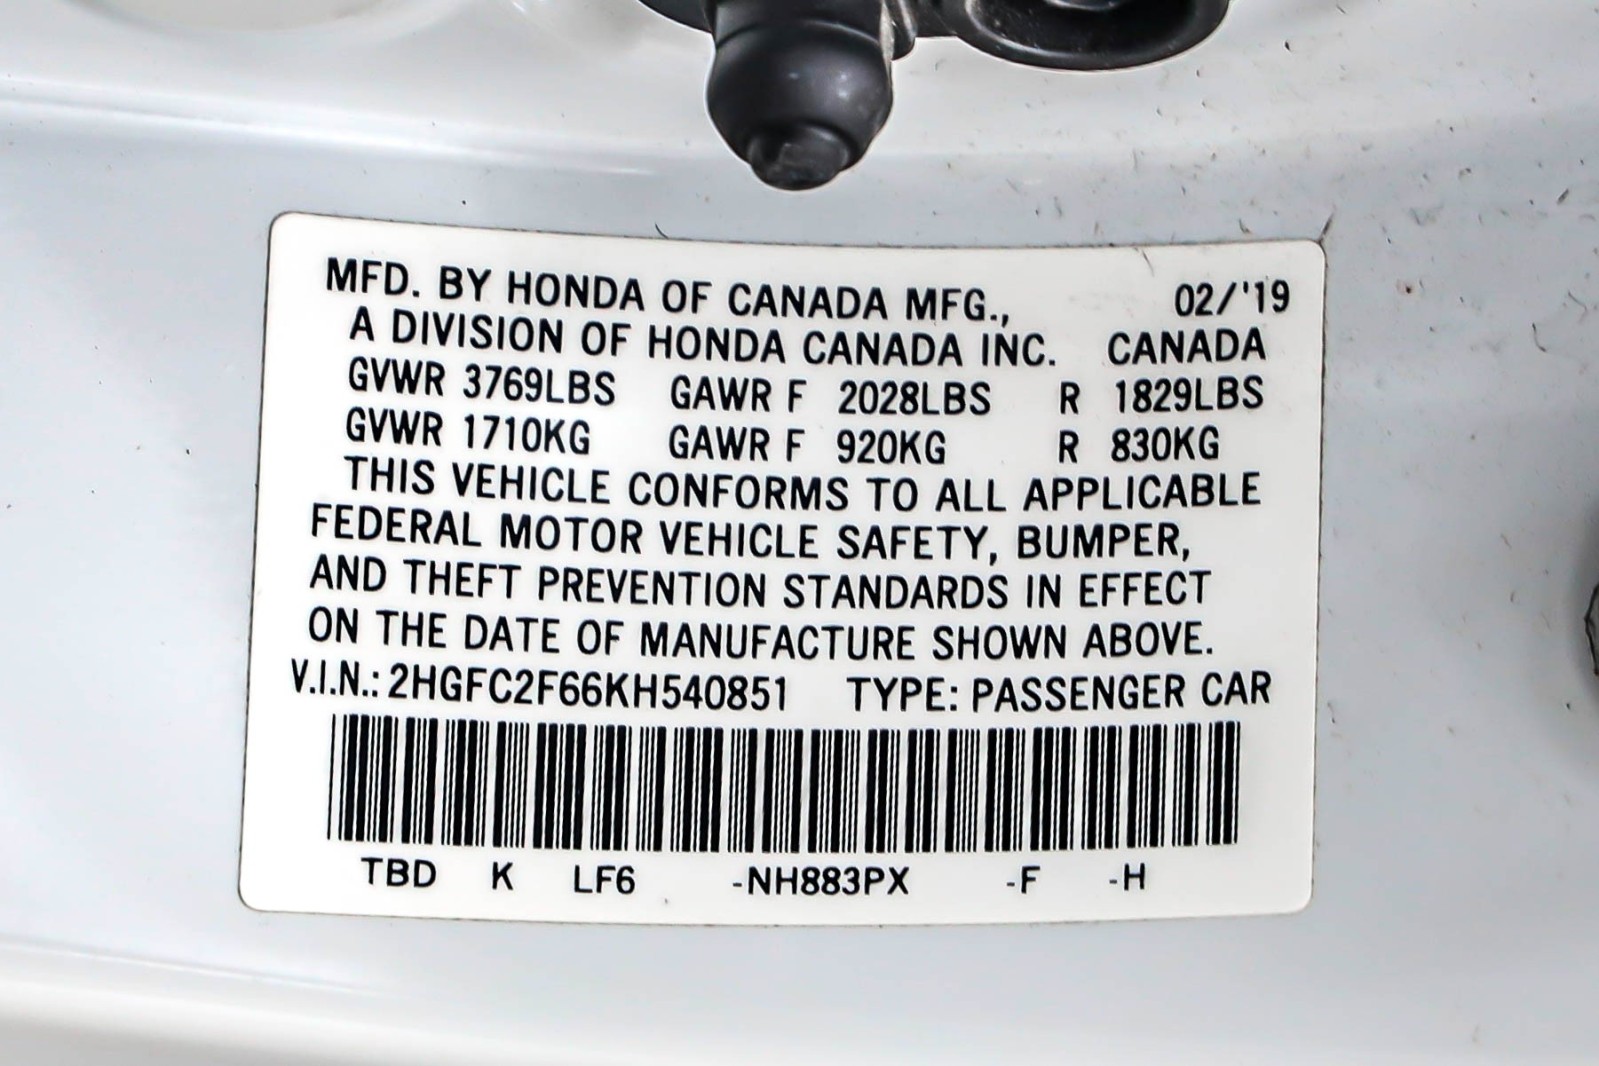 MFD. BY HONDA OF CANADA MFG., 02/'19
A DIVISION OF HONDA CANADA INC. CANADA
GVWR 3769LBS GAWR F 2028LBS R 1829LBS
GVWR 1710KG GAWR F 920KG R 830KG
THIS VEHICLE CONFORMS TO ALL APPLICABLE
FEDERAL MOTOR VEHICLE SAFETY, BUMPER,
AND THEFT PREVENTION STANDARDS IN EFFECT
ON THE DATE OF MANUFACTURE SHOWN ABOVE.
V.I.N.: 2HGFC2F66KH540851 TYPE: PASSENGER CAR
TBD K LF6 -NH883PX -F -H